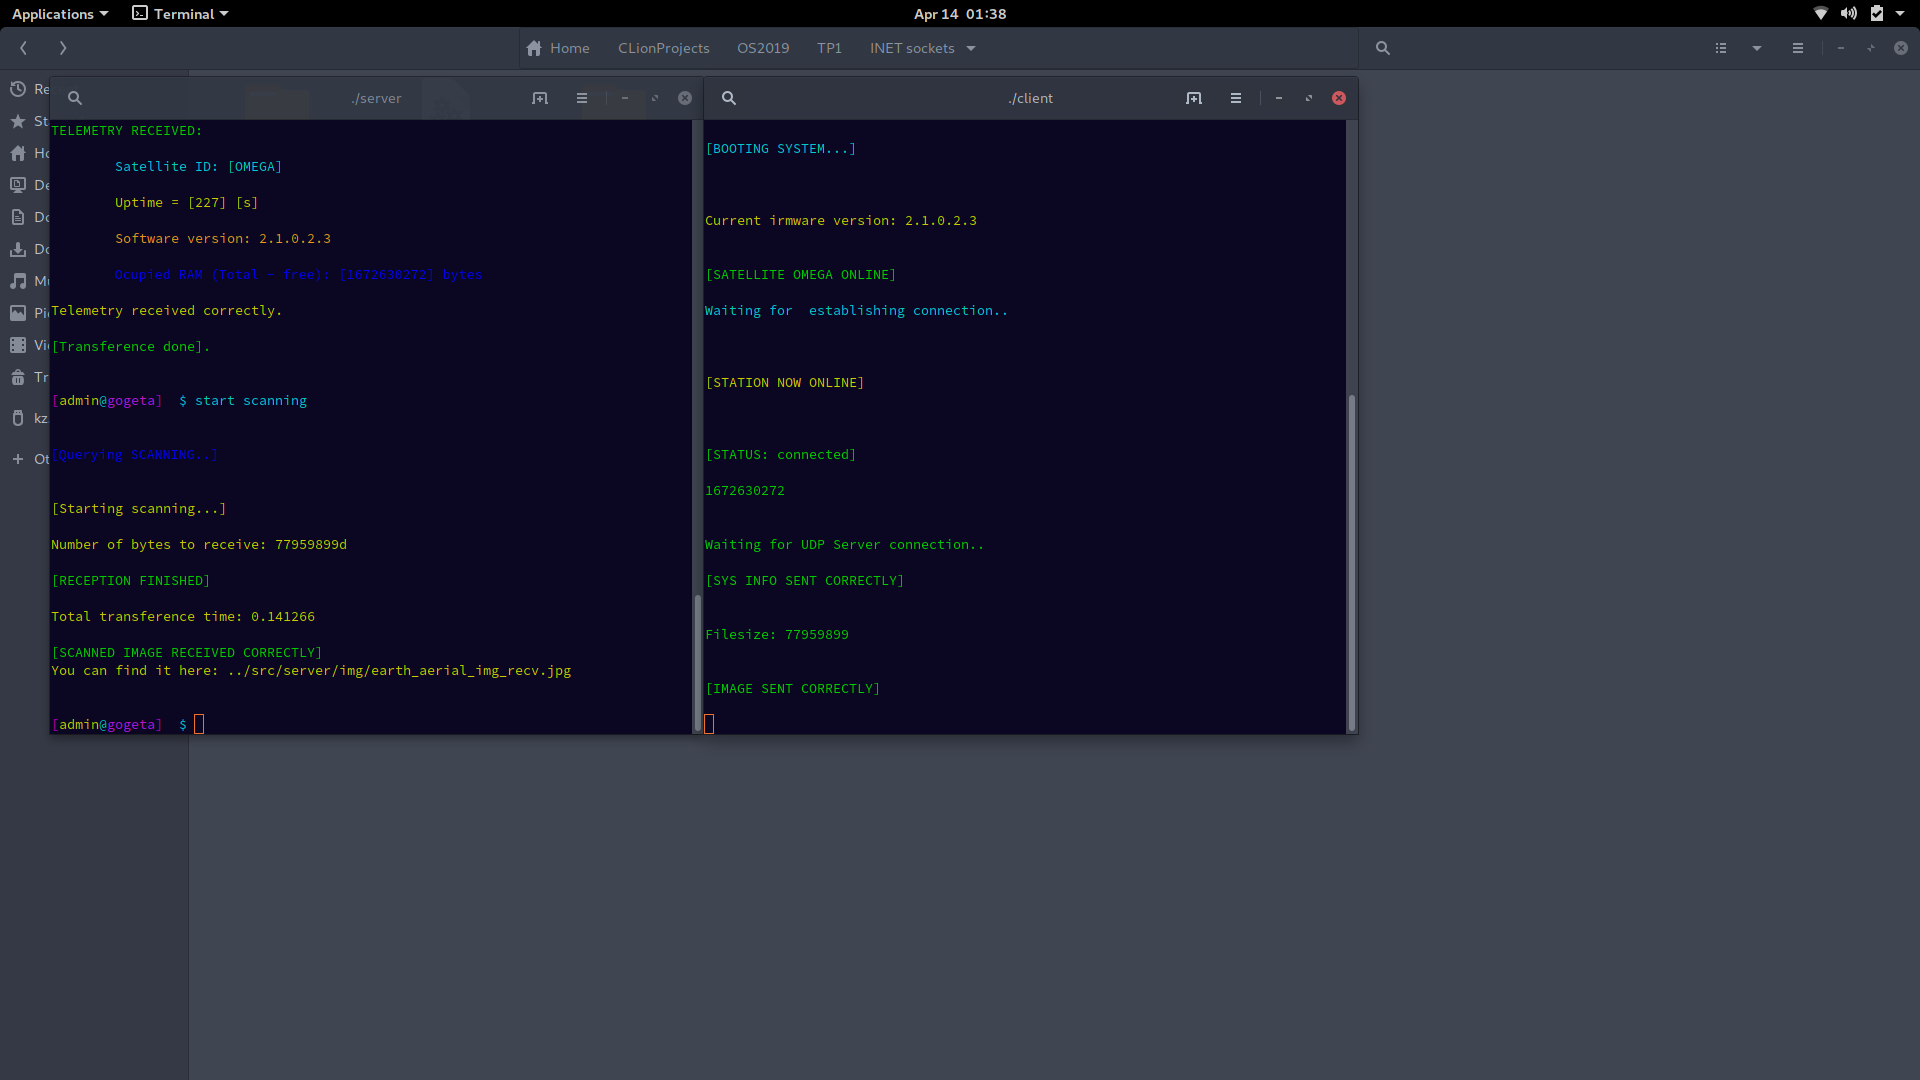 Applications
Terminal
Apr 14 01:38
Home
CLionProjects
OS2019
TP1
INET sockets
Re
St
Ho
De
Do
Do
Mu
Pi
Vi
Tr
kz
Ot
./server
TELEMETRY RECEIVED:
Satellite ID: [OMEGA]
Uptime = [227] [s]
Software version: 2.1.0.2.3
Ocupied RAM (Total - free): [1672630272] bytes
Telemetry received correctly.
[Transference done].
[admin@gogeta]  $ start scanning
[Querying SCANNING..]
[Starting scanning...]
Number of bytes to receive: 77959899d
[RECEPTION FINISHED]
Total transference time: 0.141266
[SCANNED IMAGE RECEIVED CORRECTLY]
You can find it here: ../src/server/img/earth_aerial_img_recv.jpg
[admin@gogeta]  $
./client
[BOOTING SYSTEM...]
Current irmware version: 2.1.0.2.3
[SATELLITE OMEGA ONLINE]
Waiting for  establishing connection..
[STATION NOW ONLINE]
[STATUS: connected]
1672630272
Waiting for UDP Server connection..
[SYS INFO SENT CORRECTLY]
Filesize: 77959899
[IMAGE SENT CORRECTLY]